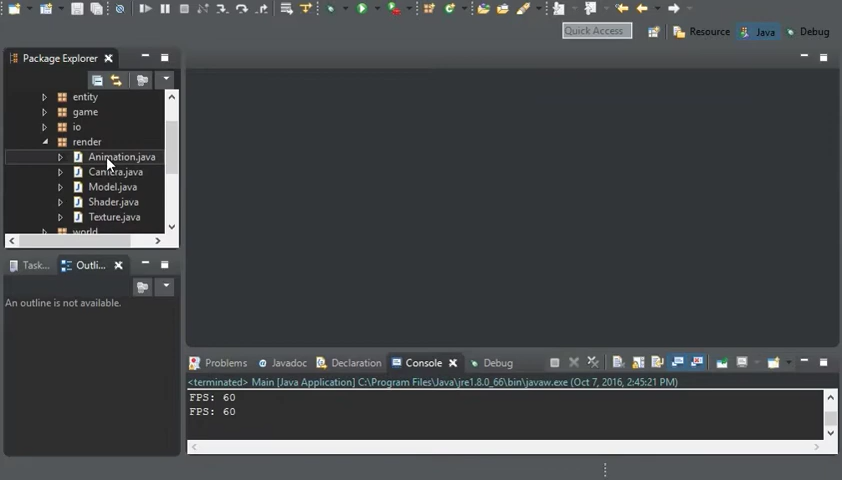 Quick Access
Resource
Java
Debug
Package Explorer
entity
game
io
render
Animation.java
Camera.java
Model.java
Shader.java
Texture.java
world
Task...
Outli...
An outline is not available.
Problems
Javadoc
Declaration
Console
Debug
<terminated> Main [Java Application] C:\Program Files\Java\jre1.8.0_66\bin\javaw.exe (Oct 7, 2016, 2:45:21 PM)
FPS: 60
FPS: 60